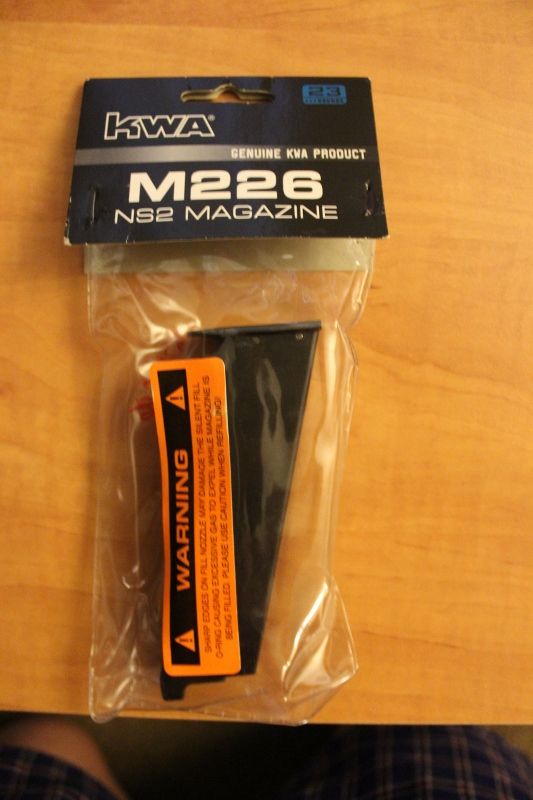 23
KWA®
GENUINE KWA PRODUCT
M226
NS2 MAGAZINE
WARNING
SHARP EDGES ON FILL NOZZLE MAY DAMAGE THE SILENT FILL
O-RING CAUSING EXCESSIVE GAS TO EXPEL WHILE MAGAZINE IS
BEING FILLED. PLEASE USE CAUTION WHEN REFILLING!